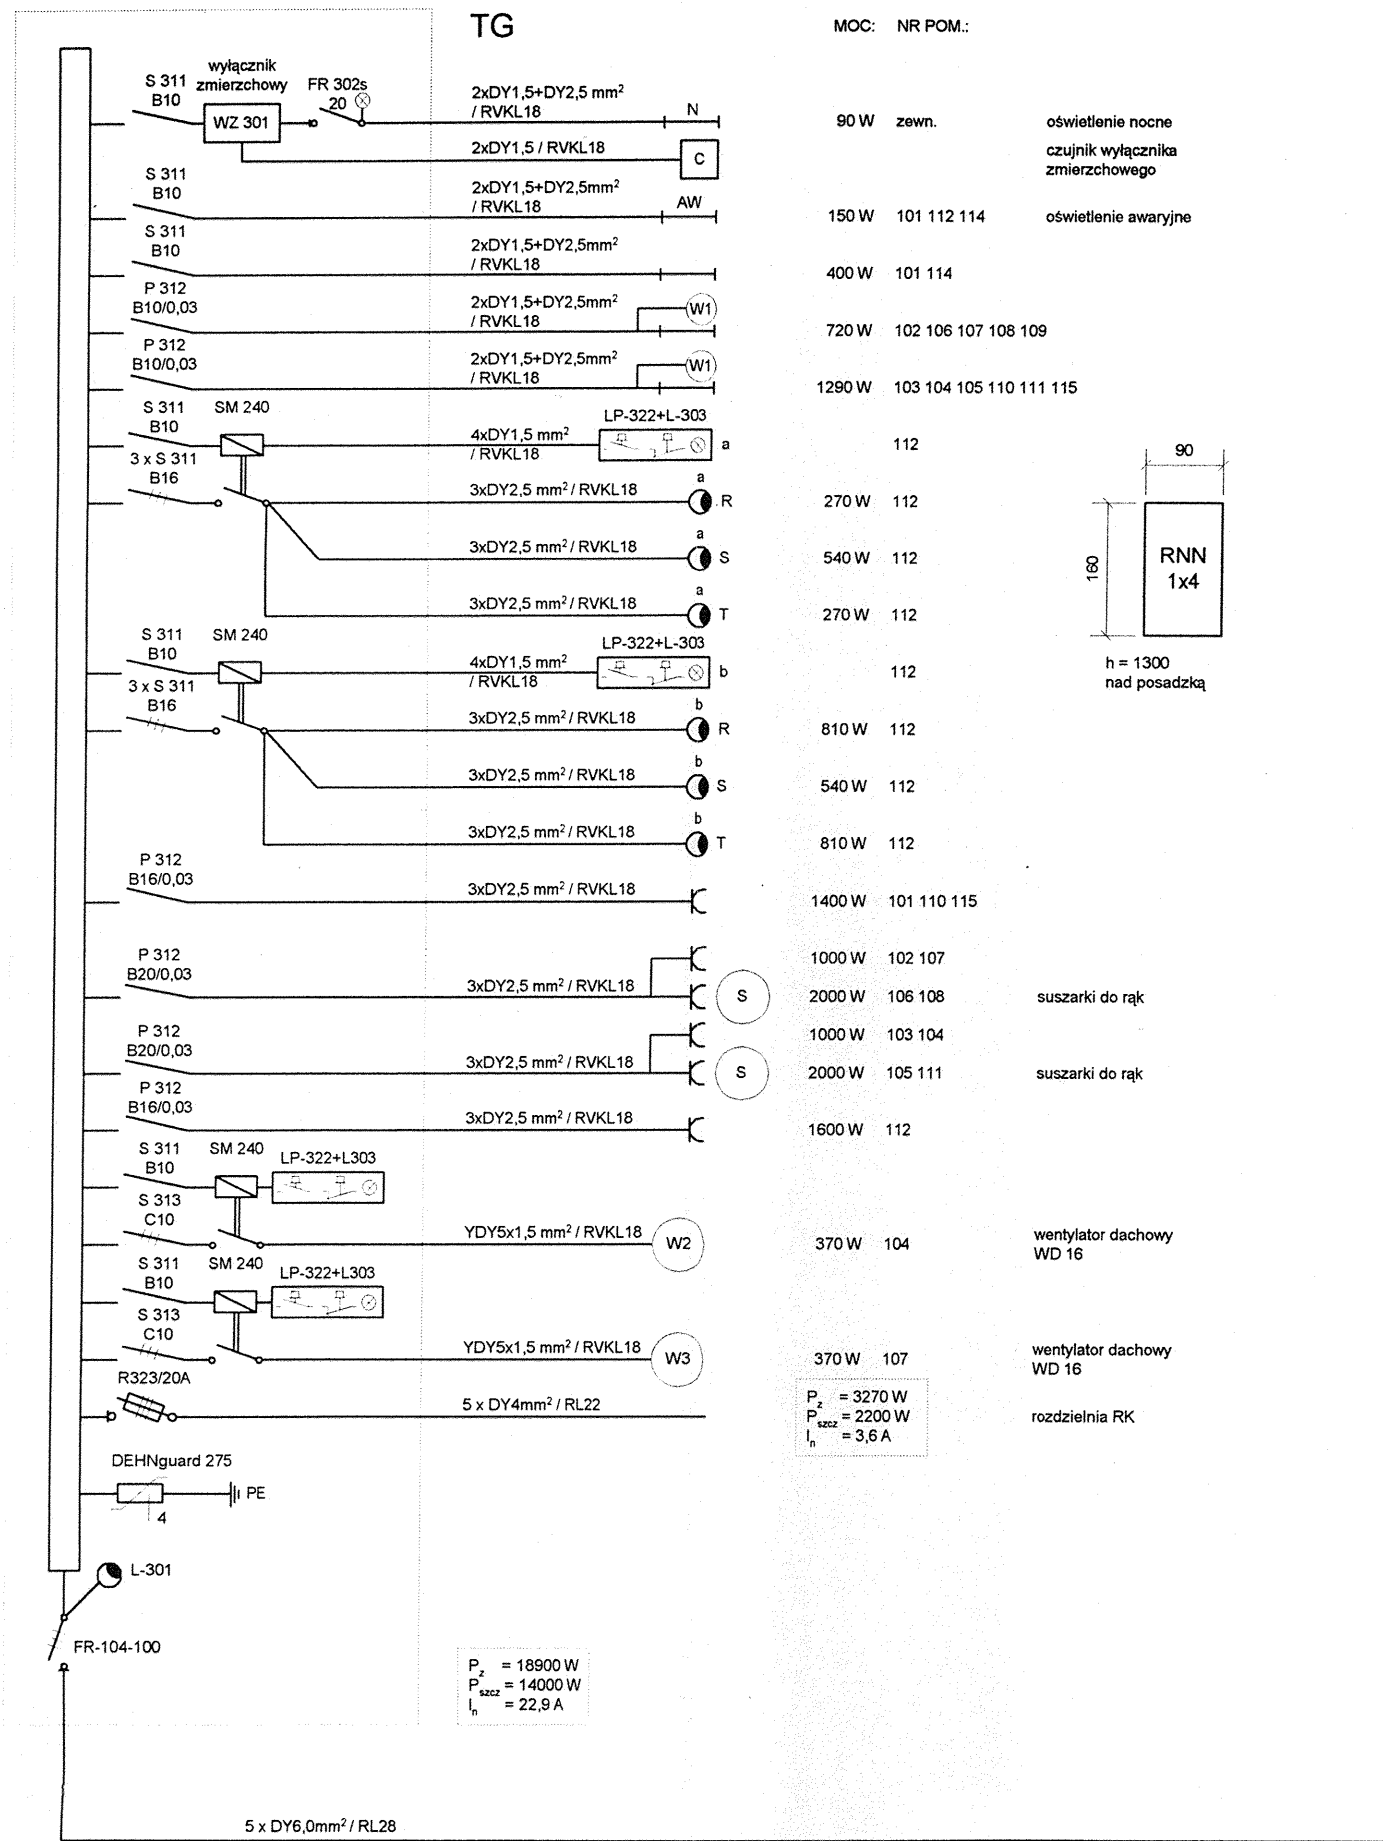 TG
MOC: NR POM.:
wyłącznik
zmierzchowy
S 311
B10
WZ 301
FR 302s
20
2xDY1,5+DY2,5 mm²
/ RVKL18
N
90 W zewn. oświetlenie nocne
2xDY1,5 / RVKL18
C
czujnik wyłącznika
zmierzchowego
S 311
B10
2xDY1,5+DY2,5mm²
/ RVKL18
AW
150 W 101 112 114 oświetlenie awaryjne
S 311
B10
2xDY1,5+DY2,5mm²
/ RVKL18
400 W 101 114
P 312
B10/0,03
2xDY1,5+DY2,5mm²
/ RVKL18
W1
720 W 102 106 107 108 109
P 312
B10/0,03
2xDY1,5+DY2,5mm²
/ RVKL18
W1
1290 W 103 104 105 110 111 115
S 311
B10
SM 240
4xDY1,5 mm²
/ RVKL18
LP-322+L-303
a
112
3 x S 311
B16
3xDY2,5 mm² / RVKL18
a
R
270 W 112
3xDY2,5 mm² / RVKL18
a
S
540 W 112
3xDY2,5 mm² / RVKL18
a
T
270 W 112
90
160
RNN
1x4
h = 1300
nad posadzką
S 311
B10
SM 240
4xDY1,5 mm²
/ RVKL18
LP-322+L-303
b
112
3 x S 311
B16
3xDY2,5 mm² / RVKL18
b
R
810 W 112
3xDY2,5 mm² / RVKL18
b
S
540 W 112
3xDY2,5 mm² / RVKL18
b
T
810 W 112
P 312
B16/0,03
3xDY2,5 mm² / RVKL18
1400 W 101 110 115
P 312
B20/0,03
3xDY2,5 mm² / RVKL18
1000 W 102 107
S
2000 W 106 108 suszarki do rąk
P 312
B20/0,03
3xDY2,5 mm² / RVKL18
1000 W 103 104
S
2000 W 105 111 suszarki do rąk
P 312
B16/0,03
3xDY2,5 mm² / RVKL18
1600 W 112
S 311
B10
SM 240
LP-322+L303
S 313
C10
YDY5x1,5 mm² / RVKL18
W2
370 W 104 wentylator dachowy
WD 16
S 311
B10
SM 240
LP-322+L303
S 313
C10
YDY5x1,5 mm² / RVKL18
W3
370 W 107 wentylator dachowy
WD 16
R323/20A
5 x DY4mm² / RL22
P_z = 3270 W
P_szcz = 2200 W
I_n = 3,6 A
rozdzielnia RK
DEHNguard 275
PE
4
L-301
FR-104-100
P_z = 18900 W
P_szcz = 14000 W
I_n = 22,9 A
5 x DY6,0mm² / RL28